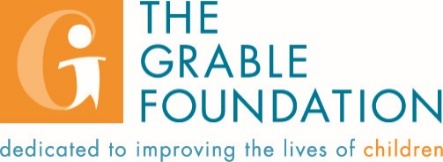 G
THE
GRABLE
FOUNDATION
dedicated to improving the lives of children